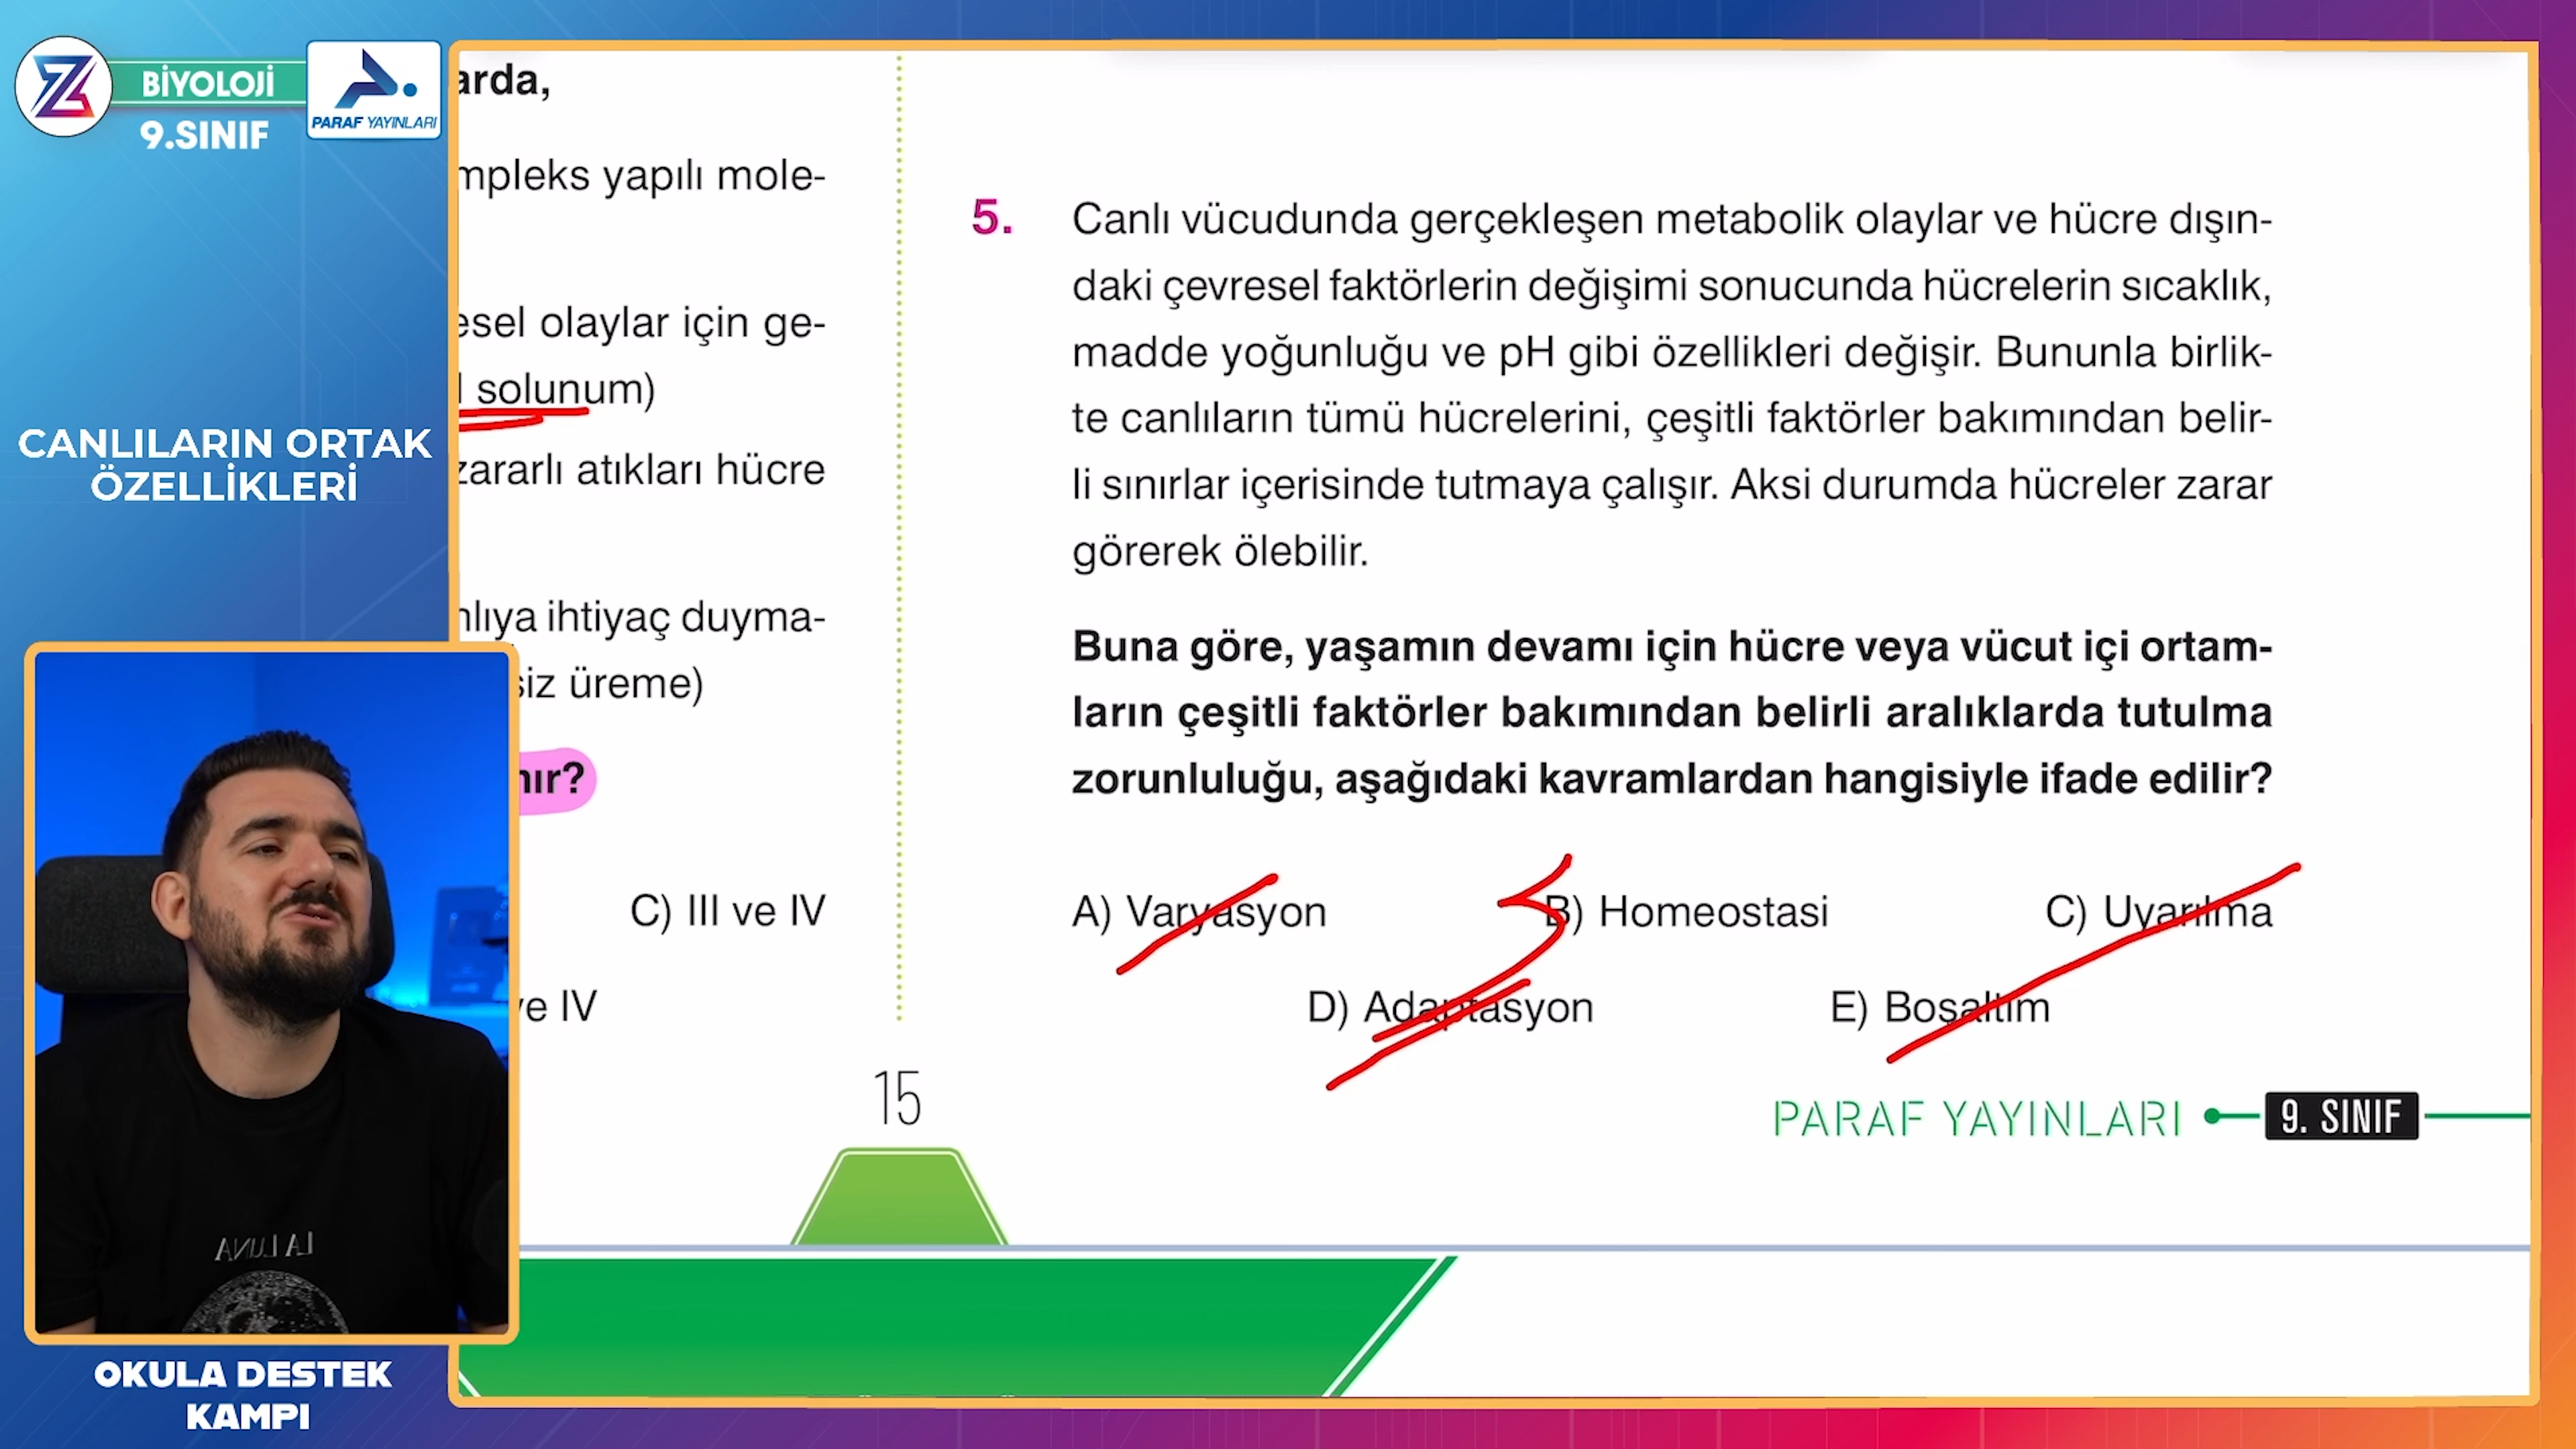 BİYOLOJİ
9.SINIF
PARAF YAYINLARI
CANLILARIN ORTAK
ÖZELLİKLERİ
arda,
mpleks yapılı mole-
esel olaylar için ge-
l solunum)
zararlı atıkları hücre
nlıya ihtiyaç duyma-
siz üreme)
nır?
C) III ve IV
ve IV
15
5. Canlı vücudunda gerçekleşen metabolik olaylar ve hücre dışın-
daki çevresel faktörlerin değişimi sonucunda hücrelerin sıcaklık,
madde yoğunluğu ve pH gibi özellikleri değişir. Bununla birlik-
te canlıların tümü hücrelerini, çeşitli faktörler bakımından belir-
li sınırlar içerisinde tutmaya çalışır. Aksi durumda hücreler zarar
görerek ölebilir.
Buna göre, yaşamın devamı için hücre veya vücut içi ortam-
ların çeşitli faktörler bakımından belirli aralıklarda tutulma
zorunluluğu, aşağıdaki kavramlardan hangisiyle ifade edilir?
A) Varyasyon B) Homeostasi C) Uyarılma
D) Adaptasyon E) Boşaltım
PARAF YAYINLARI 9. SINIF
LA LUNA
OKULA DESTEK
KAMPI